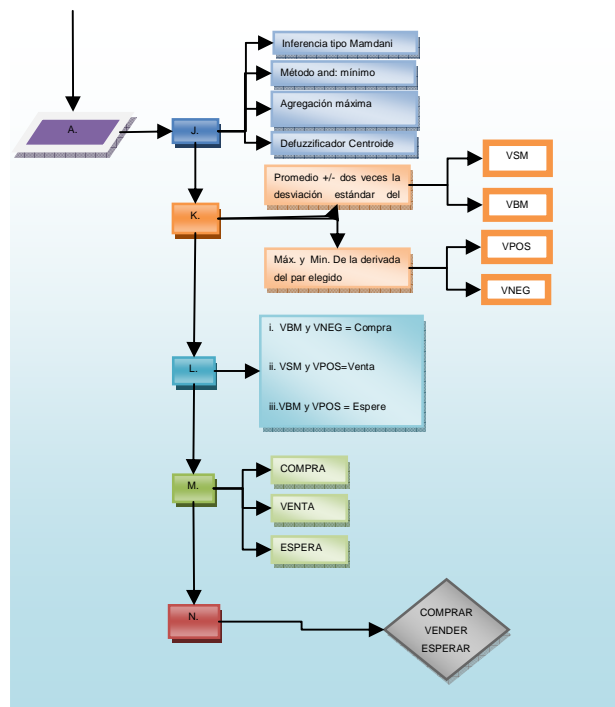 Inferencia tipo Mamdani
Método and: mínimo
Agregación máxima
Defuzzificador Centroide
A.
J.
Promedio +/- dos veces la
desviación estándar del
VSM
VBM
K.
Máx. y Min. De la derivada
del par elegido
VPOS
VNEG
L.
i. VBM y VNEG = Compra
ii. VSM y VPOS=Venta
iii.VBM y VPOS = Espere
M.
COMPRA
VENTA
ESPERA
N.
COMPRAR
VENDER
ESPERAR